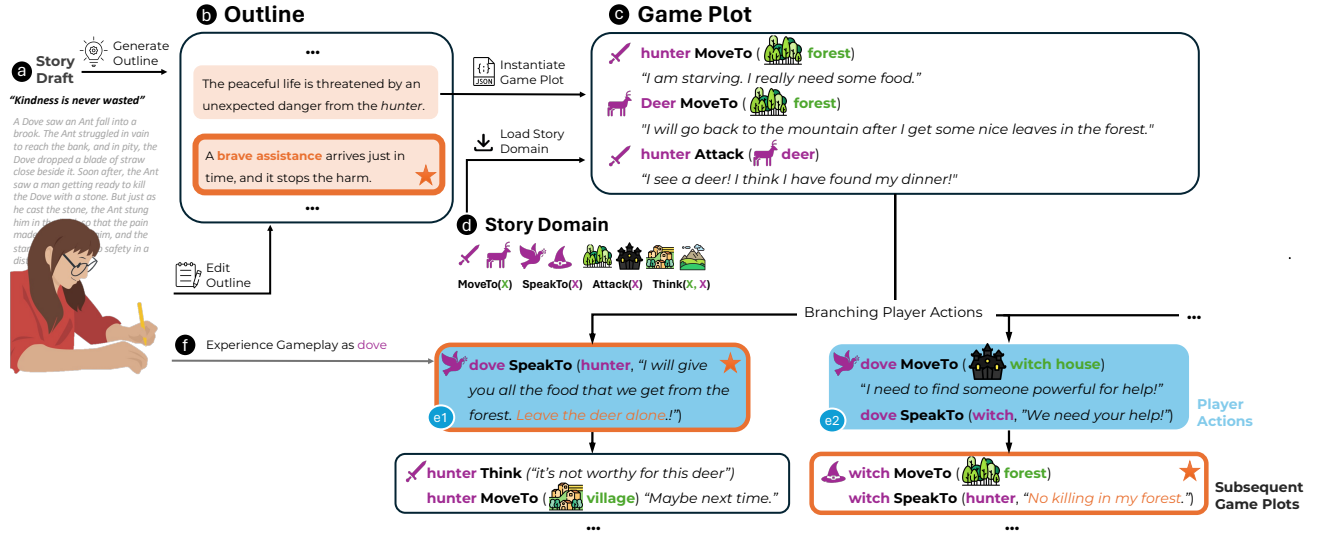 a Story Draft
Generate Outline
"Kindness is never wasted"
A Dove saw an Ant fall into a
brook. The Ant struggled in vain
to reach the bank, and in pity, the
Dove dropped a blade of straw
close beside it. Soon after, the Ant
saw a man getting ready to kill
the Dove with a stone. But just as
he cast the stone, the Ant stung
him in the so that the pain
made aim, and the
safety in a
b Outline
...
The peaceful life is threatened by an
unexpected danger from the hunter.
A brave assistance arrives just in
time, and it stops the harm.
...
Edit
Outline
{;}
JSON
Instantiate
Game Plot
Load Story
Domain
c Game Plot
hunter MoveTo ( forest)
“I am starving. I really need some food.”
Deer MoveTo ( forest)
"I will go back to the mountain after I get some nice leaves in the forest."
hunter Attack ( deer)
“I see a deer! I think I have found my dinner!"
d Story Domain
MoveTo(X) SpeakTo(X) Attack(X) Think(X, X)
Branching Player Actions
...
f Experience Gameplay as dove
dove SpeakTo (hunter, “I will give
you all the food that we get from the
forest. Leave the deer alone.!”)
e1
dove MoveTo ( witch house)
“I need to find someone powerful for help!”
dove SpeakTo (witch, ”We need your help!”)
e2
Player
Actions
hunter Think (“it’s not worthy for this deer”)
hunter MoveTo ( village) “Maybe next time.”
...
witch MoveTo ( forest)
witch SpeakTo (hunter, “No killing in my forest.”)
...
Subsequent
Game Plots
.